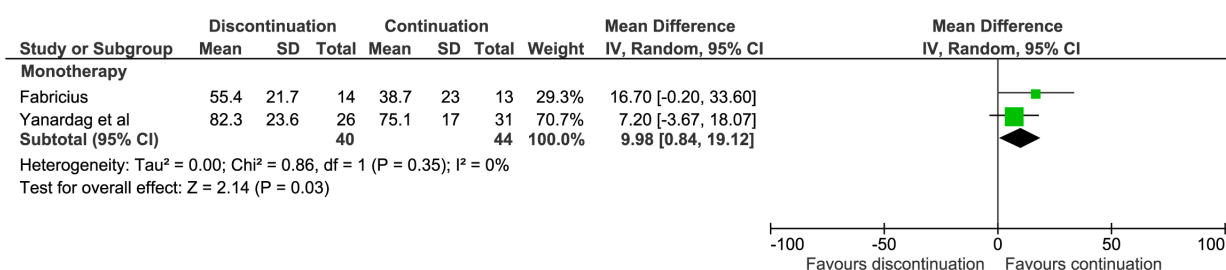 Discontinuation Continuation Mean Difference Mean Difference
Study or Subgroup Mean SD Total Mean SD Total Weight IV, Random, 95% CI IV, Random, 95% CI
Monotherapy
Fabricius 55.4 21.7 14 38.7 23 13 29.3% 16.70 [-0.20, 33.60]
Yanardag et al 82.3 23.6 26 75.1 17 31 70.7% 7.20 [-3.67, 18.07]
Subtotal (95% CI) 40 44 100.0% 9.98 [0.84, 19.12]
Heterogeneity: Tau² = 0.00; Chi² = 0.86, df = 1 (P = 0.35); I² = 0%
Test for overall effect: Z = 2.14 (P = 0.03)
-100 -50 0 50 100
Favours discontinuation Favours continuation